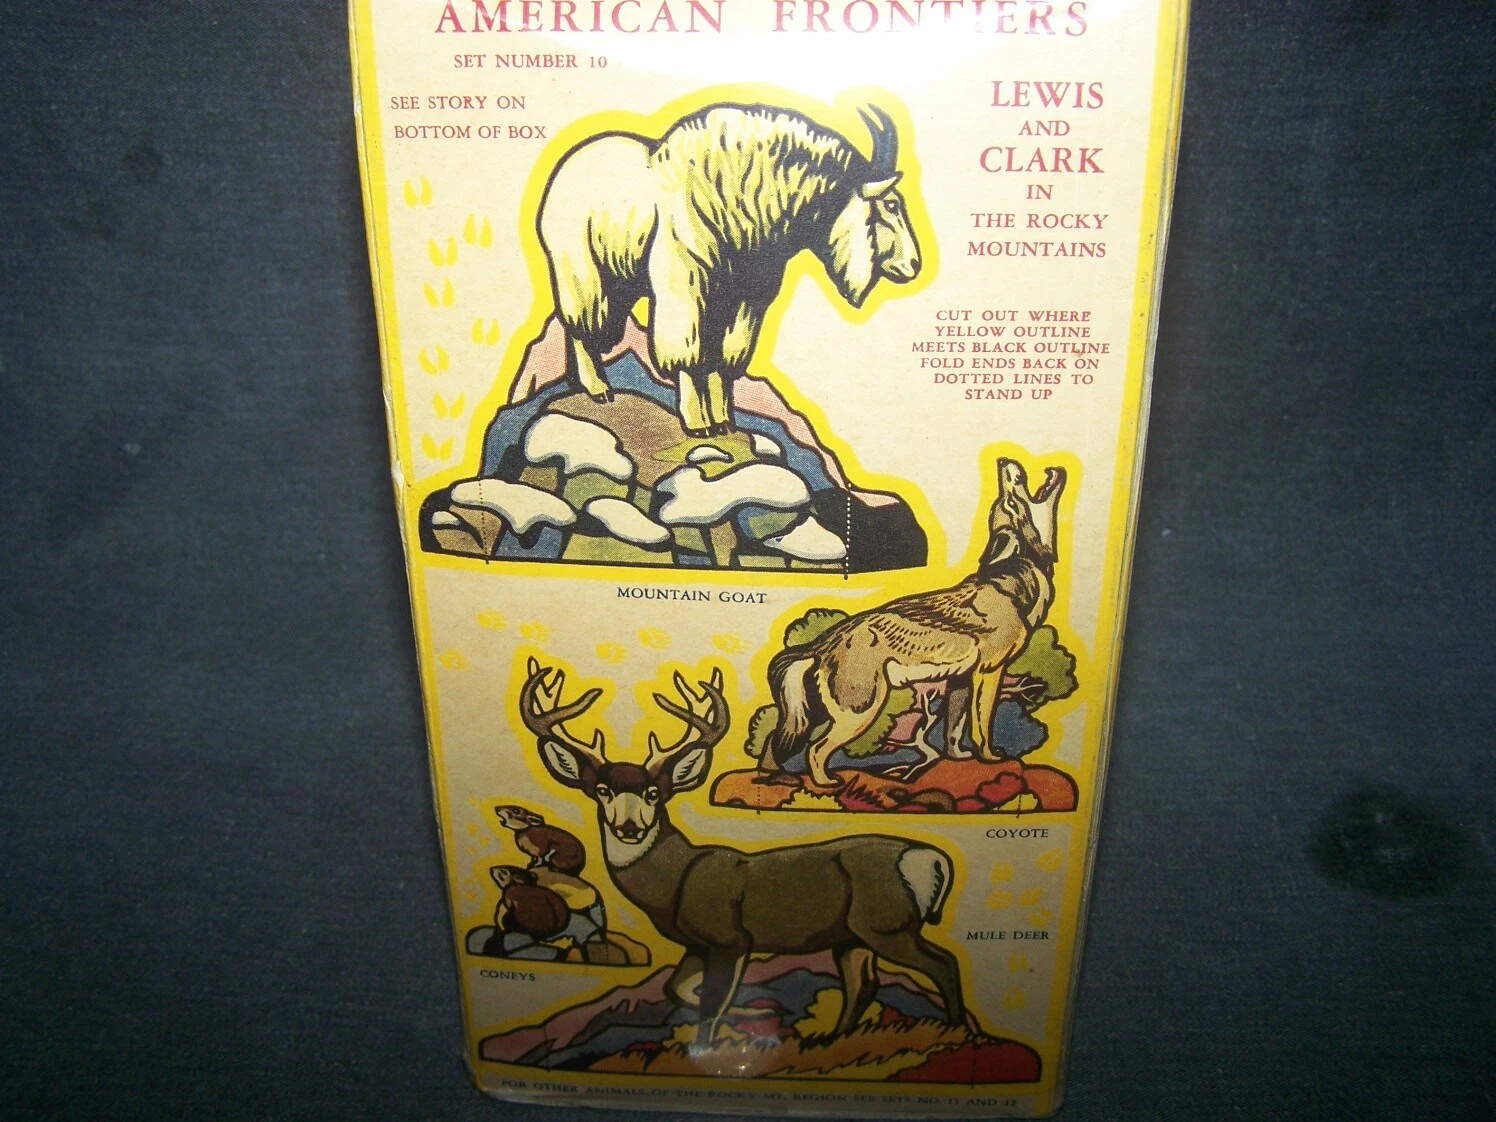 AMERICAN FRONTIERS
SET NUMBER 10
SEE STORY ON
BOTTOM OF BOX
LEWIS
AND
CLARK
IN
THE ROCKY
MOUNTAINS
CUT OUT WHERE
YELLOW OUTLINE
MEETS BLACK OUTLINE
FOLD ENDS BACK ON
DOTTED LINES TO
STAND UP
MOUNTAIN GOAT
COYOTE
MULE DEER
CONEYS
FOR OTHER ANIMALS OF THE ROCKY MT. REGION SEE SETS NO. 11 AND 12